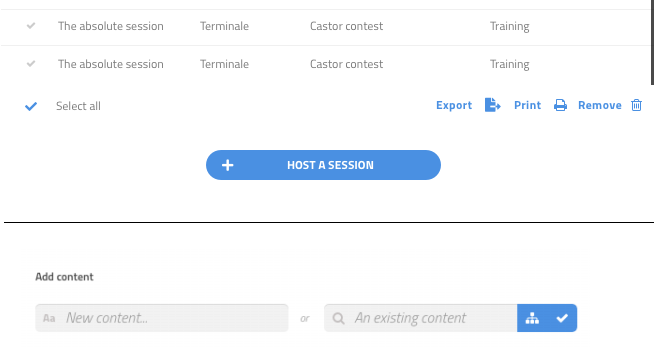 The absolute session Terminale Castor contest Training
The absolute session Terminale Castor contest Training
Select all Export Print Remove
HOST A SESSION
Add content
Aa New content... or An existing content